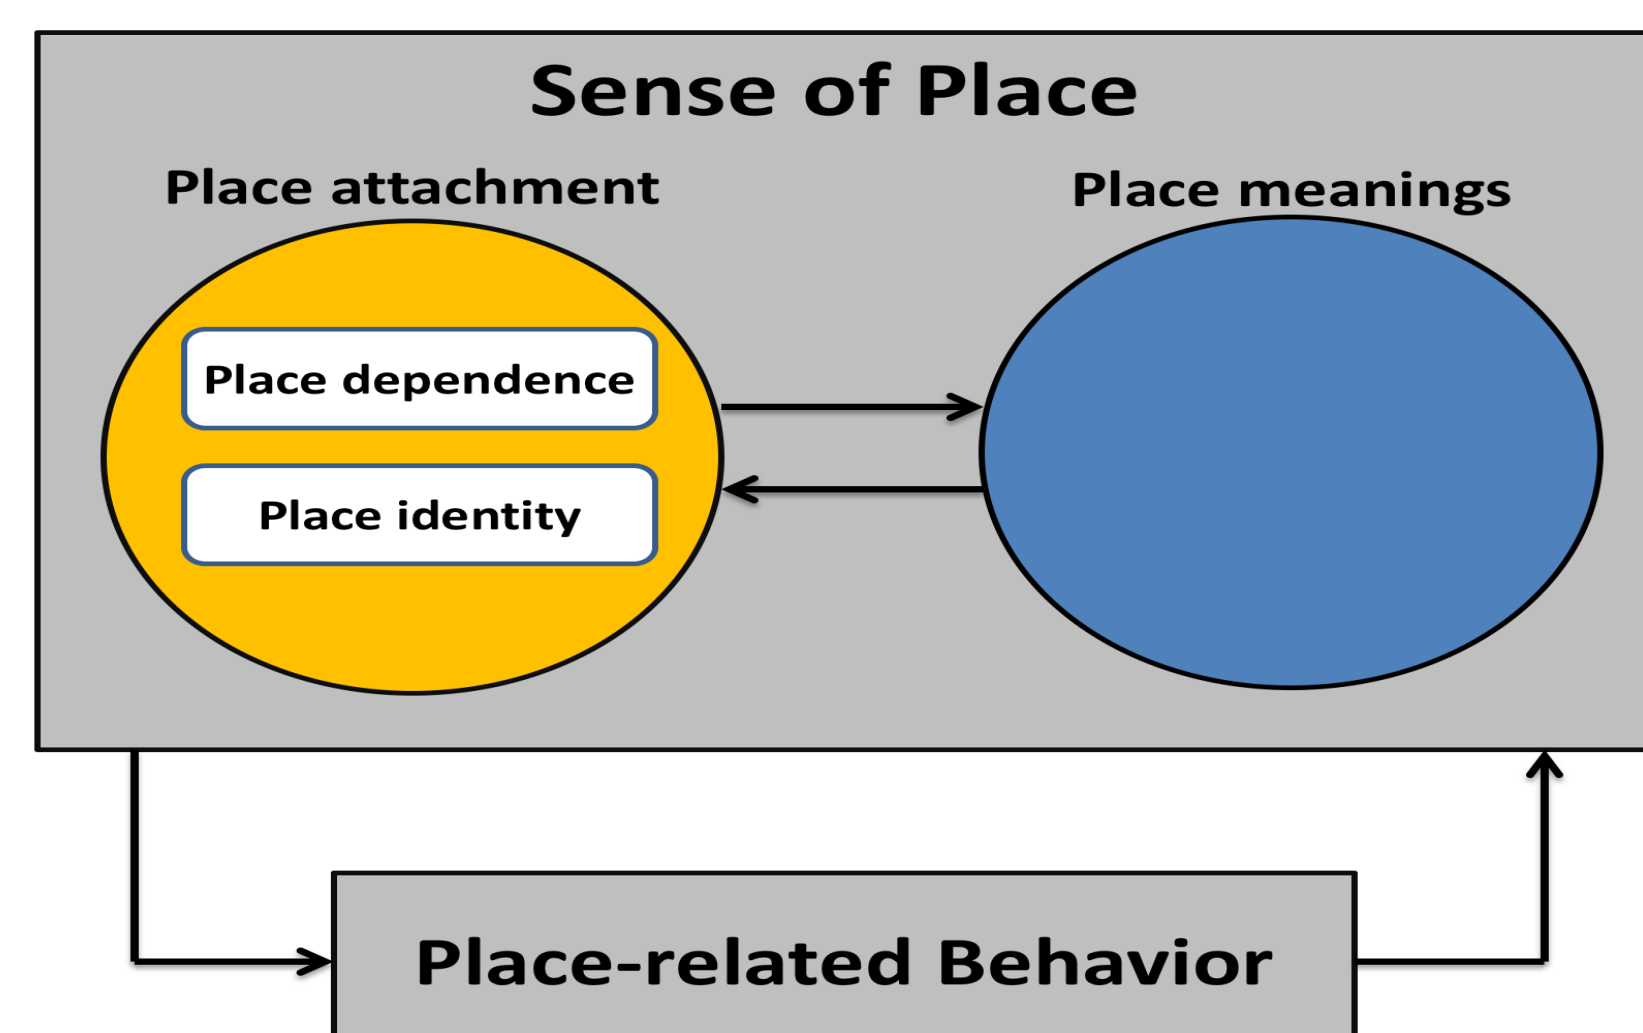 Sense of Place
Place attachment
Place meanings
Place dependence
Place identity
Place-related Behavior